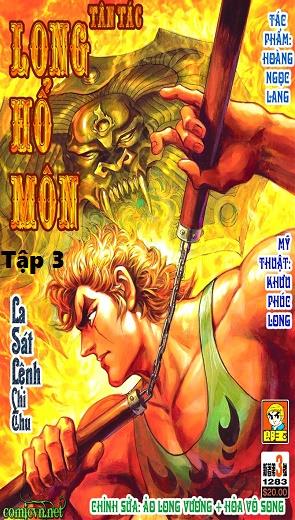 TÂN TÁC
LONG
HỔ
MÔN
TÁC
PHẨM:
HOÀNG
NGỌC
LANG
Tập 3
MỸ
THUẬT:
KHƯU
PHÚC
LONG
La
Sát
Lệnh
Chi
Thu
3
1283
$20.00
CHỈNH SỬA: ÁO LONG VƯƠNG + HỎA VÔ SONG
comicvn.net